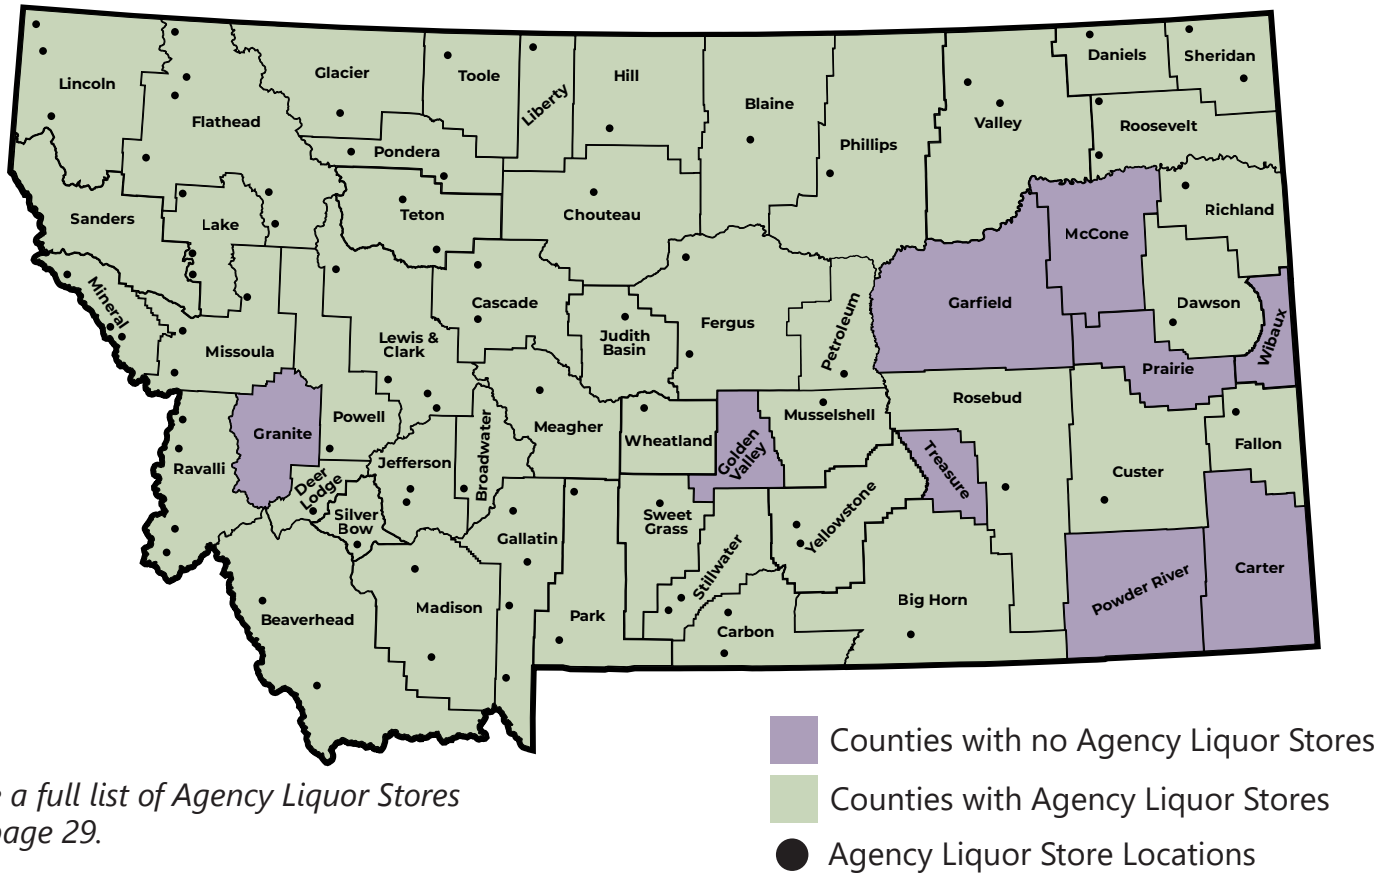 Lincoln
Flathead
Glacier
Toole
Liberty
Hill
Blaine
Phillips
Valley
Daniels
Sheridan
Roosevelt
Pondera
Teton
Chouteau
Sanders
Lake
McCone
Richland
Mineral
Missoula
Lewis &
Clark
Cascade
Judith
Basin
Fergus
Petroleum
Garfield
Dawson
Wibaux
Prairie
Granite
Powell
Ravalli
Deer
Lodge
Silver
Bow
Jefferson
Broadwater
Meagher
Wheatland
Golden
Valley
Musselshell
Rosebud
Treasure
Custer
Fallon
Gallatin
Sweet
Grass
Stillwater
Yellowstone
Beaverhead
Madison
Park
Carbon
Big Horn
Powder River
Carter
Counties with no Agency Liquor Stores
Counties with Agency Liquor Stores
Agency Liquor Store Locations
a full list of Agency Liquor Stores
page 29.